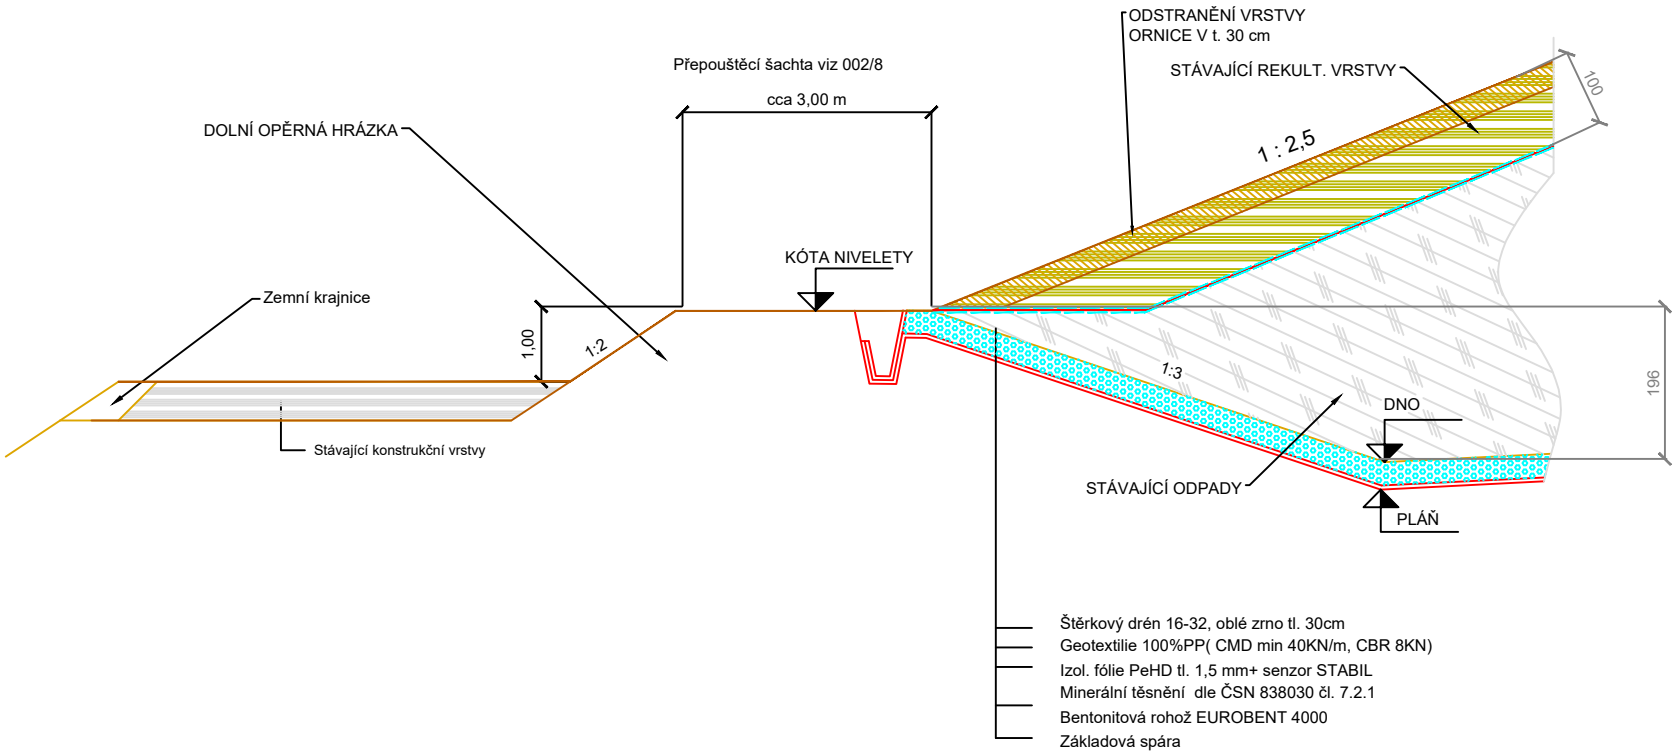 ODSTRANĚNÍ VRSTVY
ORNICE V t. 30 cm
Přepouštěcí šachta viz 002/8
STÁVAJÍCÍ REKULT. VRSTVY
100
cca 3,00 m
DOLNÍ OPĚRNÁ HRÁZKA
1 : 2,5
KÓTA NIVELETY
Zemní krajnice
1,00
1:2
1:3
196
DNO
Stávající konstrukční vrstvy
STÁVAJÍCÍ ODPADY
PLÁŇ
Štěrkový drén 16-32, oblé zrno tl. 30cm
Geotextilie 100%PP( CMD min 40KN/m, CBR 8KN)
Izol. fólie PeHD tl. 1,5 mm+ senzor STABIL
Minerální těsnění dle ČSN 838030 čl. 7.2.1
Bentonitová rohož EUROBENT 4000
Základová spára